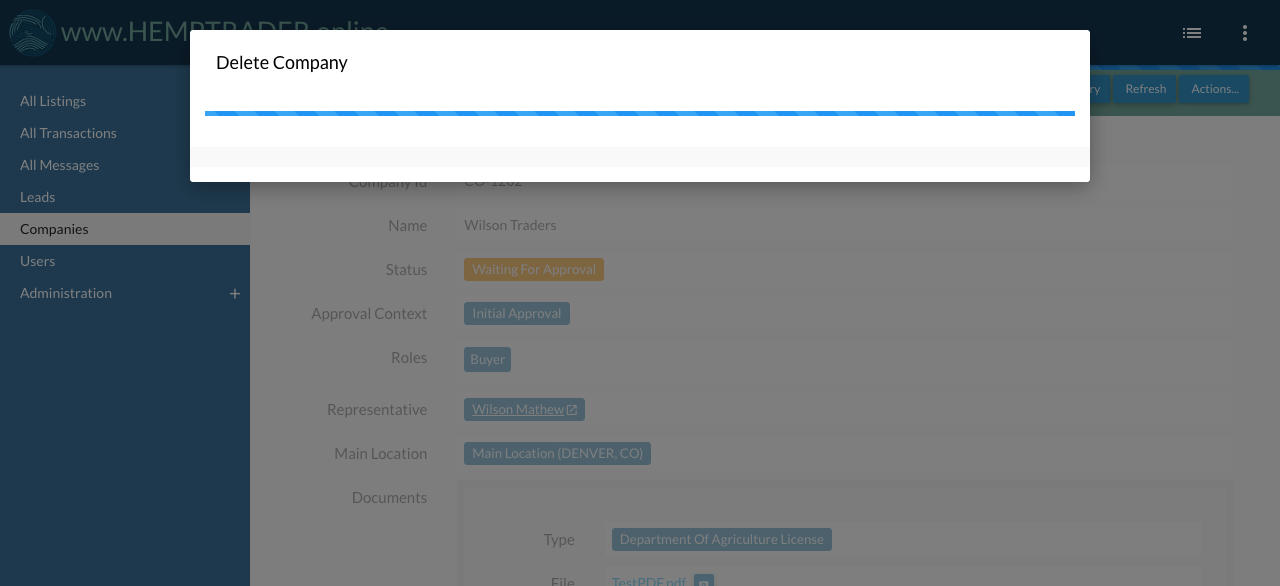 www.HEMPTRADER.online
Delete Company
Refresh
Actions...
All Listings
All Transactions
All Messages
Leads
Companies
Users
Administration
Company Id CO-1262
Name Wilson Traders
Status Waiting For Approval
Approval Context Initial Approval
Roles Buyer
Representative Wilson Mathew
Main Location Main Location (DENVER, CO)
Documents
Type Department Of Agriculture License
File TestPDF.pdf